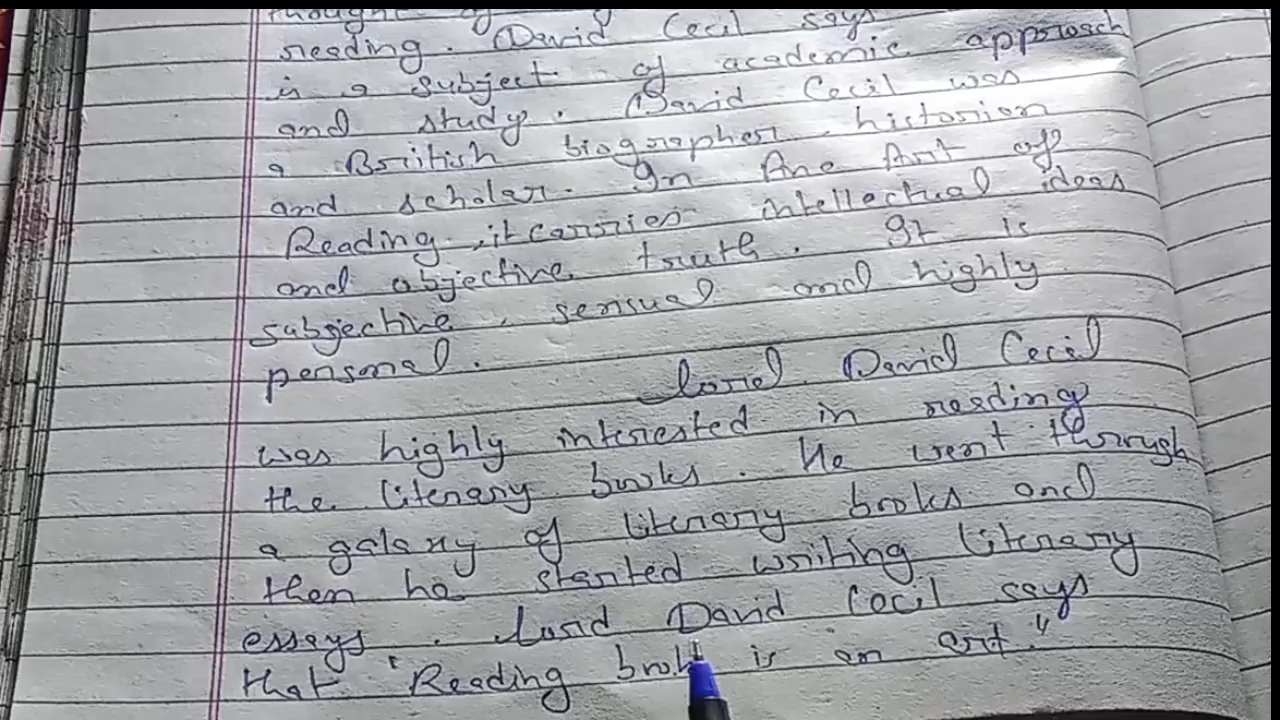 thought of
reading. David Cecil says
is a subject of academic approach
and study. David Cecil was
a British biographer, historian
and scholar. In the Art of
Reading, it carries intellectual ideas
and objective truth. It is
subjective, sensual and highly
personal.
Lord David Cecil
was highly interested in reading
the literary books. He went through
a galaxy of literary books and
then he started writing literary
essays. Lord David Cecil says
that "Reading book is an art."